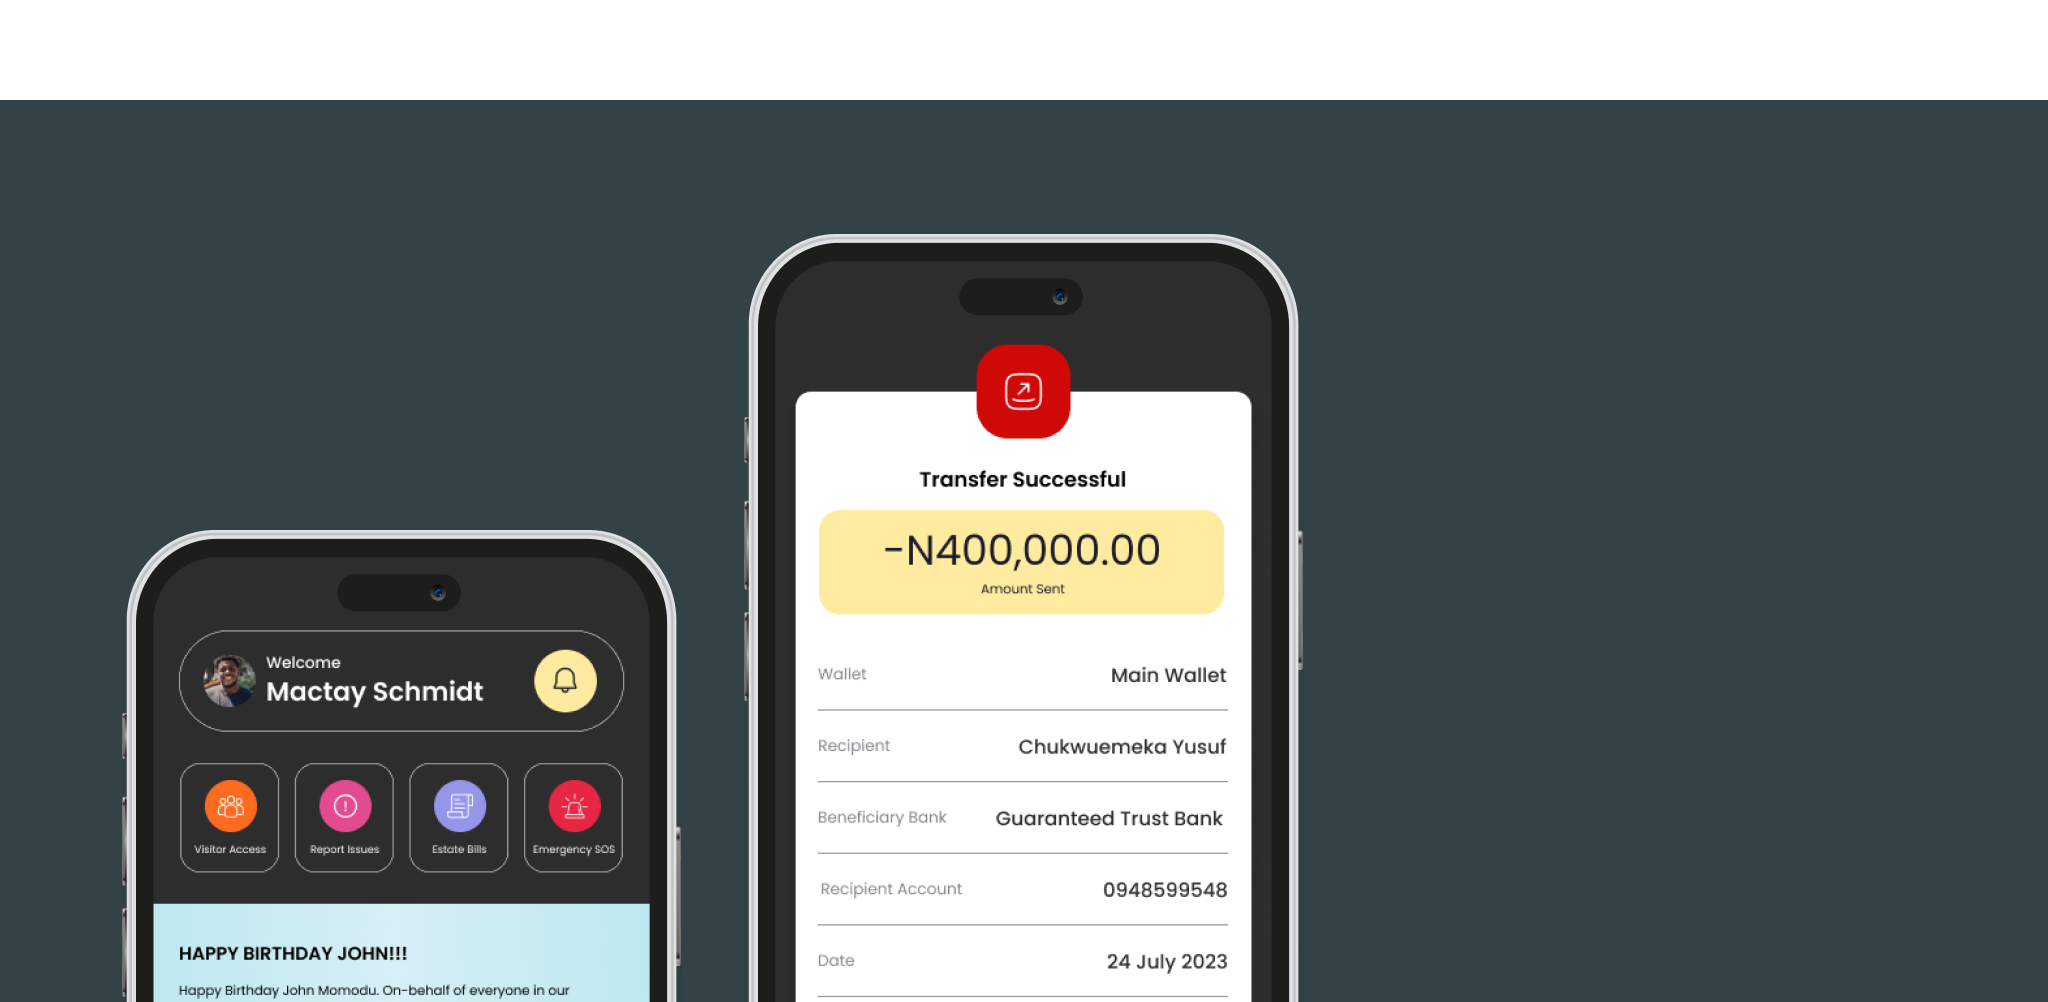 Welcome
Mactay Schmidt
Visitor Access
Report Issues
Estate Bills
Emergency SOS
HAPPY BIRTHDAY JOHN!!!
Happy Birthday John Momodu. On-behalf of everyone in our
Transfer Successful
-N400,000.00
Amount Sent
Wallet Main Wallet
Recipient Chukwuemeka Yusuf
Beneficiary Bank Guaranteed Trust Bank
Recipient Account 0948599548
Date 24 July 2023